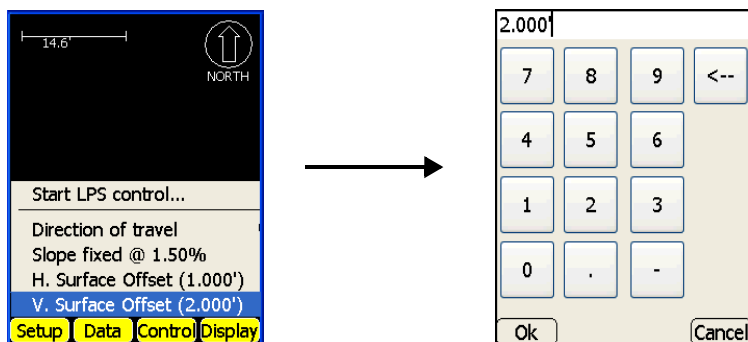 14.6'
NORTH
Start LPS control...
Direction of travel
Slope fixed @ 1.50%
H. Surface Offset (1.000')
V. Surface Offset (2.000')
Setup Data Control Display
2.000'
7 8 9 <--
4 5 6
1 2 3
0 . -
Ok Cancel